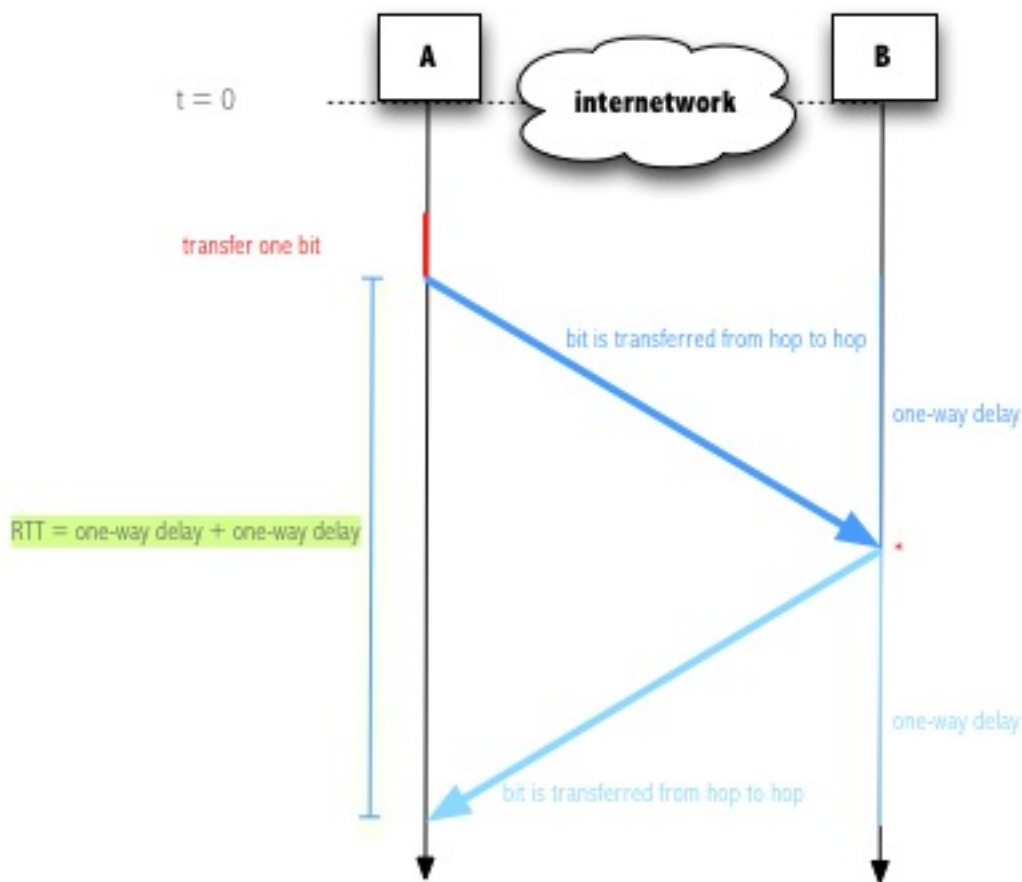 A
B
t = 0
internetwork
transfer one bit
bit is transferred from hop to hop
one-way delay
RTT = one-way delay + one-way delay
*
one-way delay
bit is transferred from hop to hop